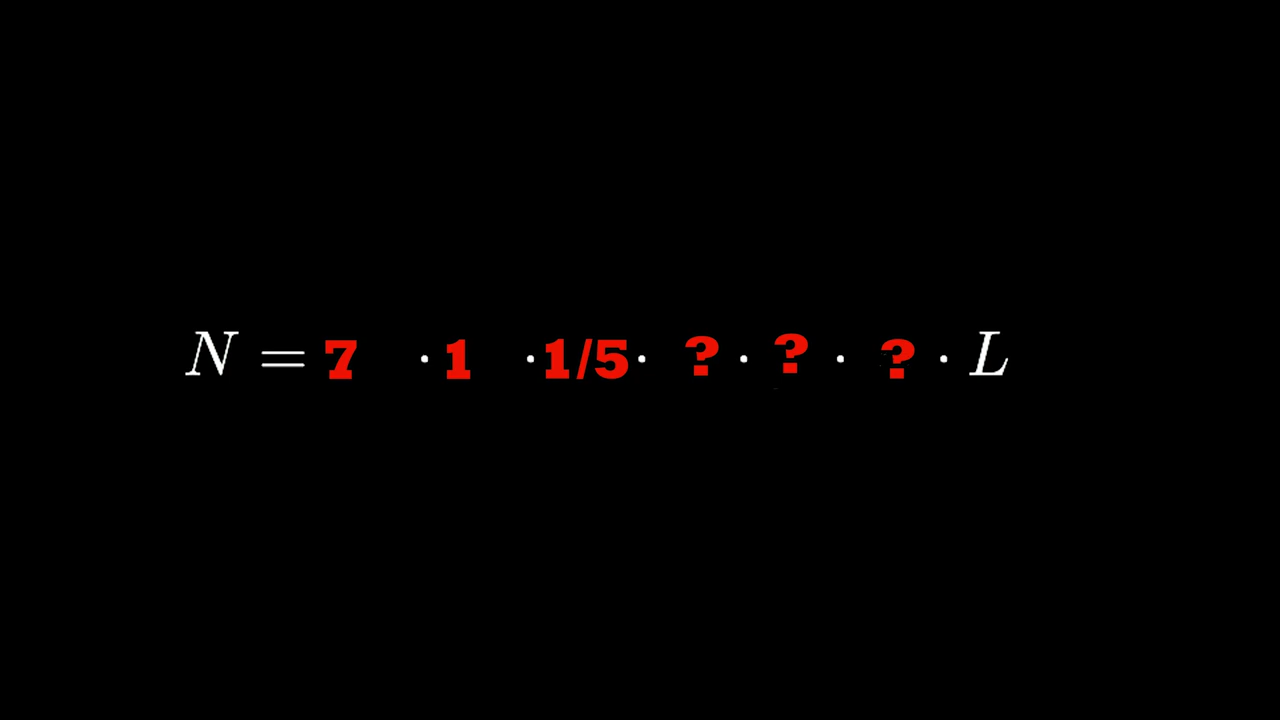 N = 7 · 1 · 1/5 · ? · ? · ? · L